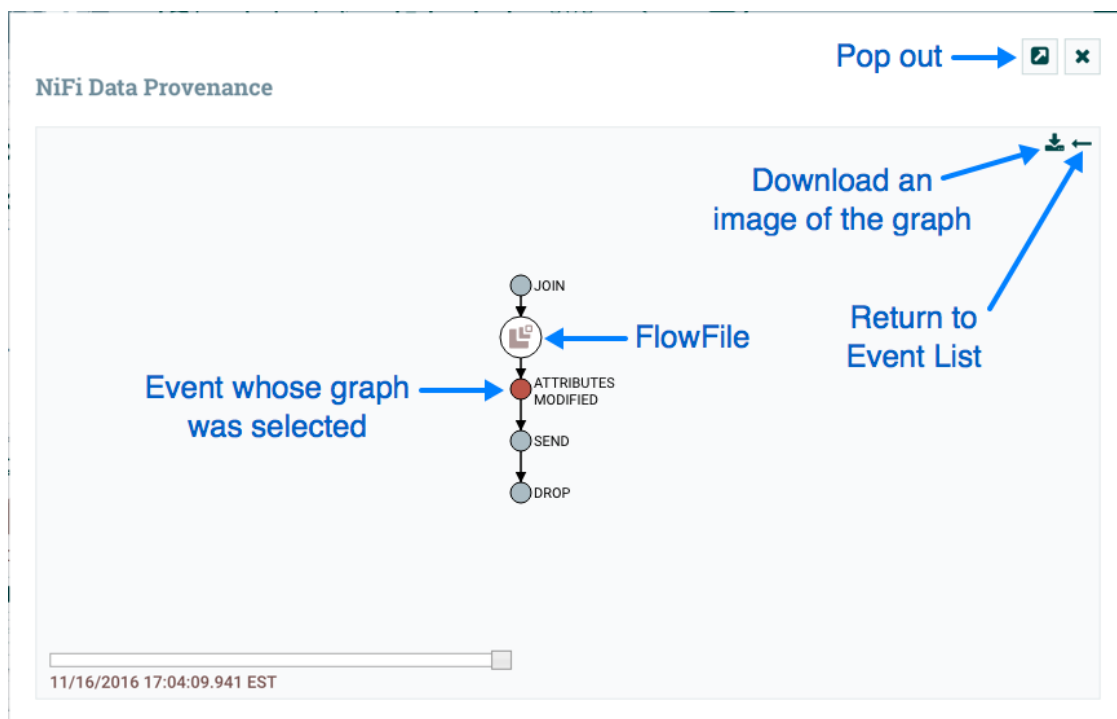 Pop out
NiFi Data Provenance
Download an
image of the graph
JOIN
FlowFile
Return to
Event List
Event whose graph
was selected
ATTRIBUTES
MODIFIED
SEND
DROP
11/16/2016 17:04:09.941 EST